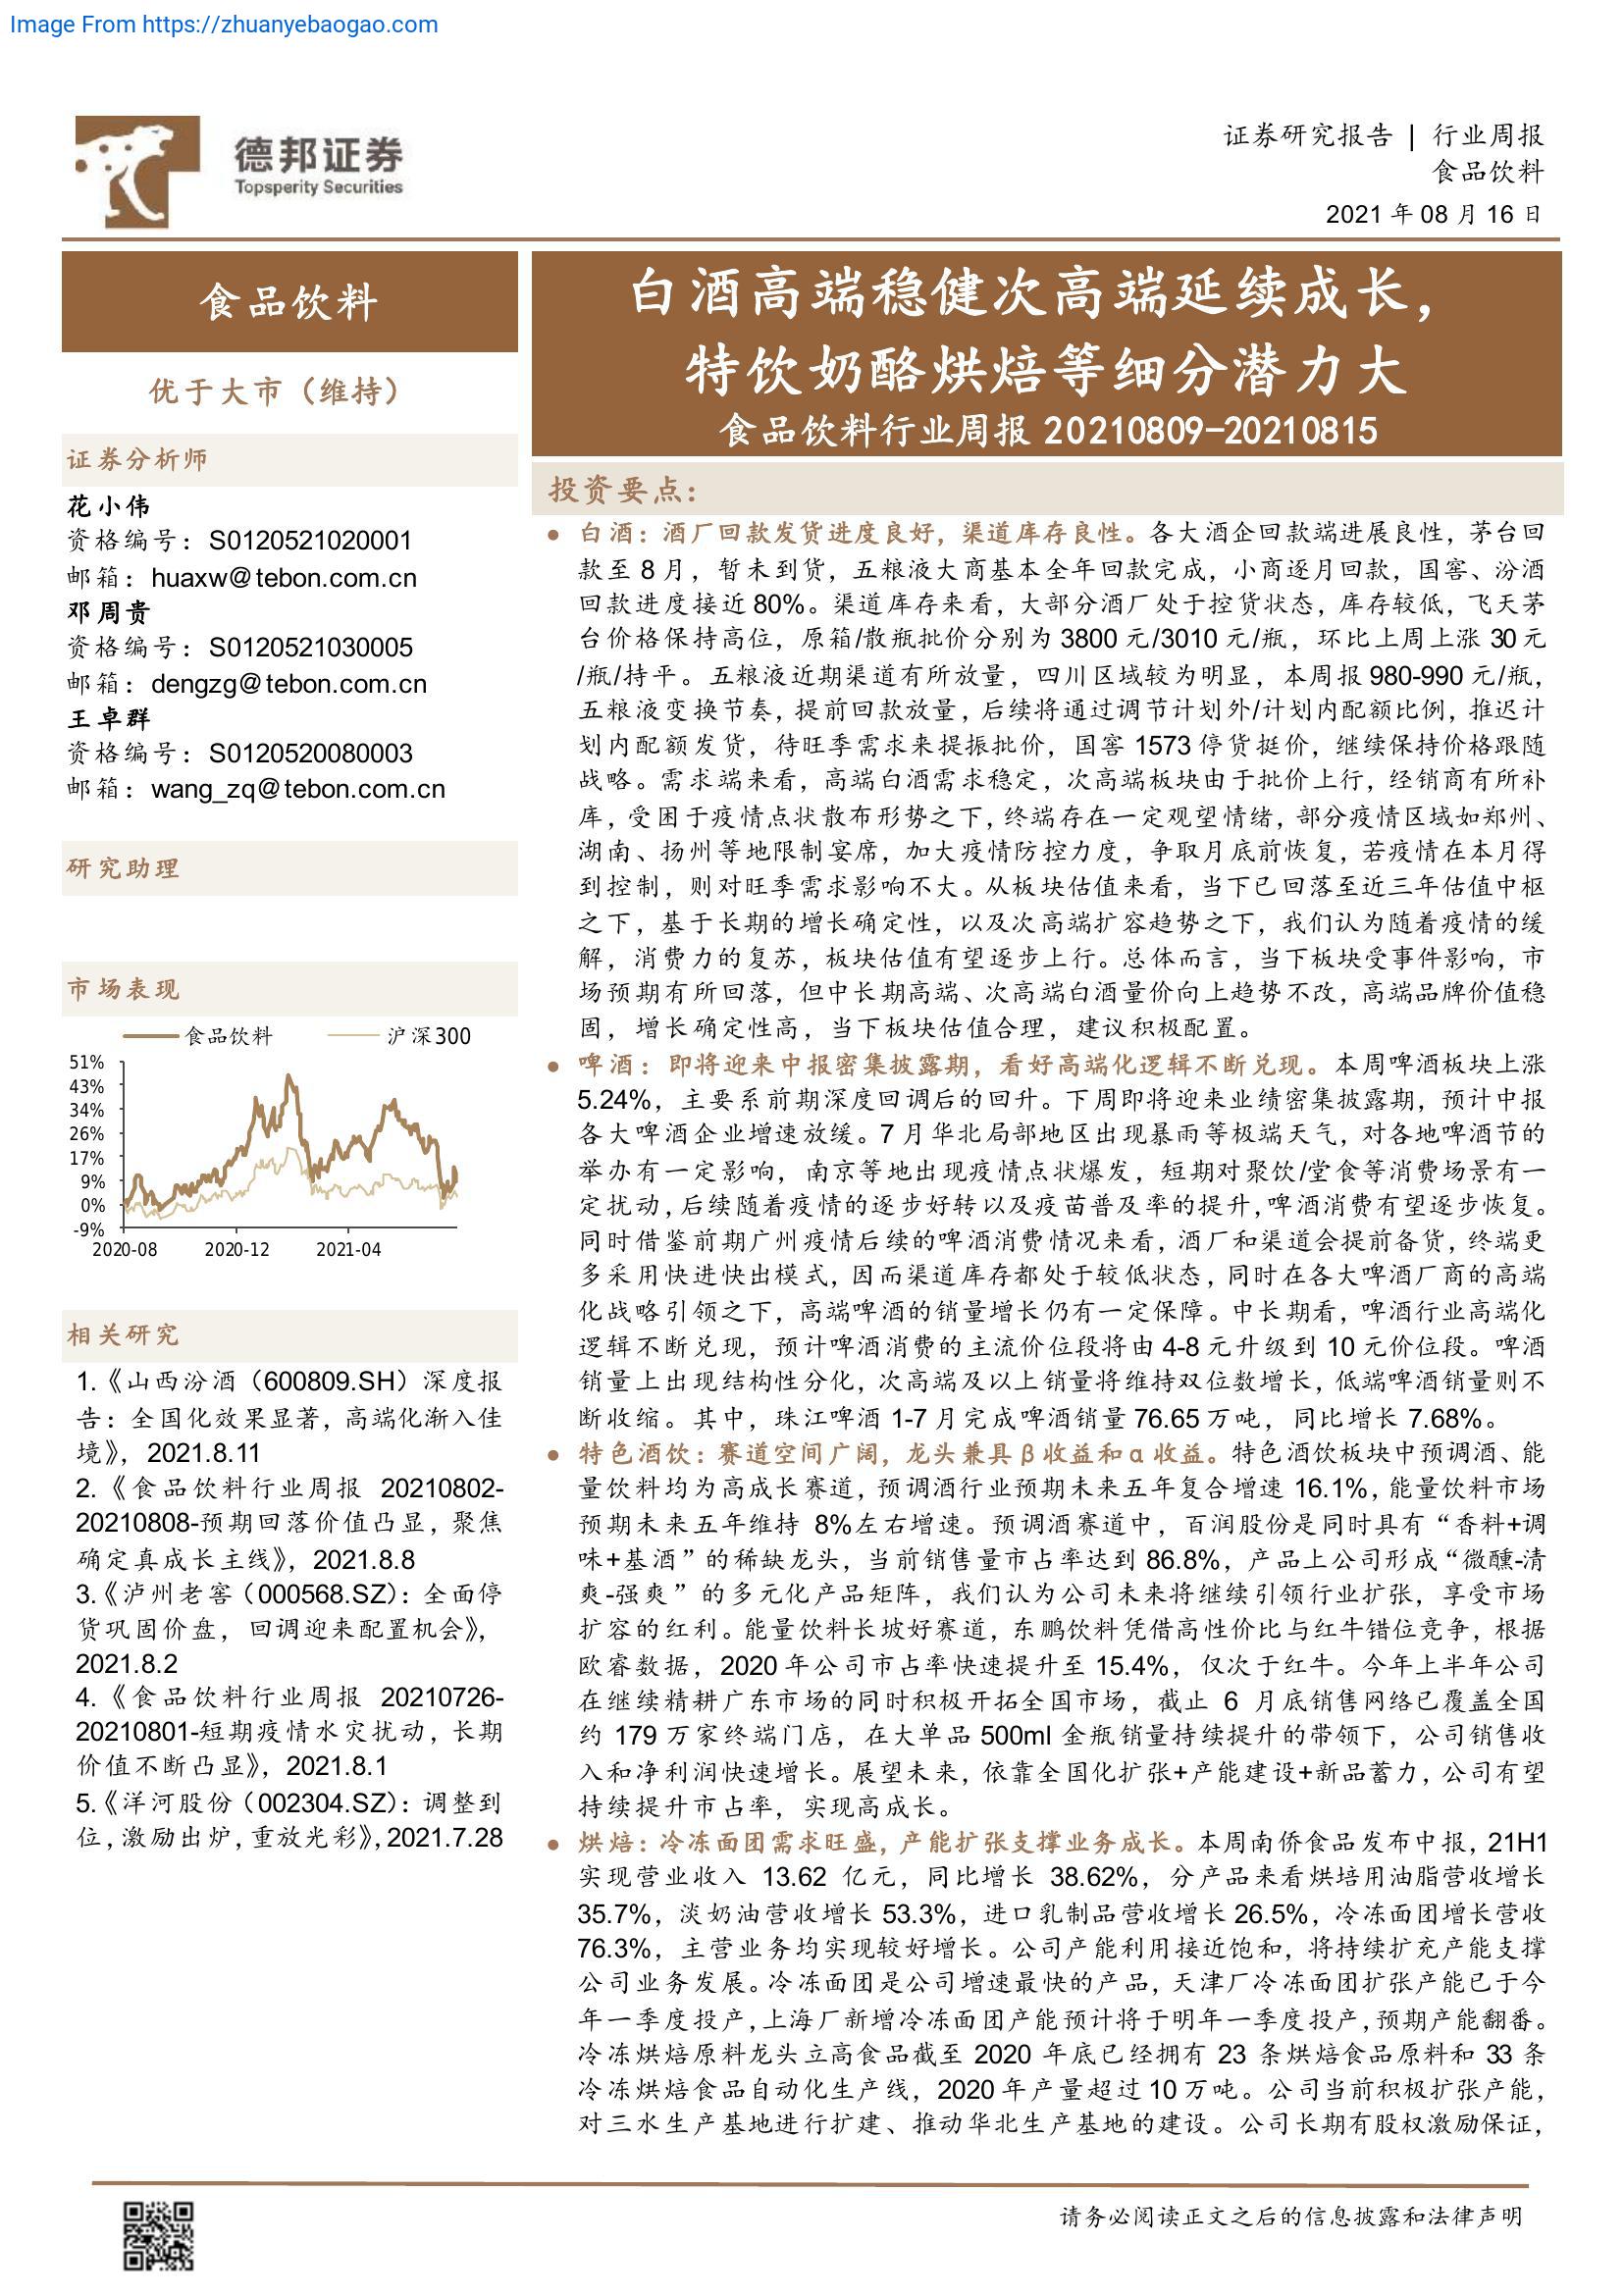 Image From https://zhuanyebaogao.com
德邦证券
Topsperity Securities
证券研究报告 | 行业周报
食品饮料
2021 年 08 月 16 日
食品饮料
优于大市（维持）
证券分析师
花小伟
资格编号：S0120521020001
邮箱：huaxw@tebon.com.cn
邓周贵
资格编号：S0120521030005
邮箱：dengzg@tebon.com.cn
王卓群
资格编号：S0120520080003
邮箱：wang_zq@tebon.com.cn
研究助理
市场表现
食品饮料 沪深300
51%
43%
34%
26%
17%
9%
0%
-9%
2020-08 2020-12 2021-04
相关研究
1.《山西汾酒（600809.SH）深度报
告：全国化效果显著，高端化渐入佳
境》，2021.8.11
2.《食品饮料行业周报 20210802-
20210808-预期回落价值凸显，聚焦
确定真成长主线》，2021.8.8
3.《泸州老窖（000568.SZ）：全面停
货巩固价盘，回调迎来配置机会》，
2021.8.2
4.《食品饮料行业周报 20210726-
20210801-短期疫情水灾扰动，长期
价值不断凸显》，2021.8.1
5.《洋河股份（002304.SZ）：调整到
位，激励出炉，重放光彩》，2021.7.28
白酒高端稳健次高端延续成长，
特饮奶酪烘焙等细分潜力大
食品饮料行业周报 20210809-20210815
投资要点：
● 白酒：酒厂回款发货进度良好，渠道库存良性。各大酒企回款端进展良性，茅台回
款至 8 月，暂未到货，五粮液大商基本全年回款完成，小商逐月回款，国窖、汾酒
回款进度接近 80%。渠道库存来看，大部分酒厂处于控货状态，库存较低，飞天茅
台价格保持高位，原箱/散瓶批价分别为 3800 元/3010 元/瓶，环比上周上涨 30 元
/瓶/持平。五粮液近期渠道有所放量，四川区域较为明显，本周报 980-990 元/瓶，
五粮液变换节奏，提前回款放量，后续将通过调节计划外/计划内配额比例，推迟计
划内配额发货，待旺季需求来提振批价，国窖 1573 停货挺价，继续保持价格跟随
战略。需求端来看，高端白酒需求稳定，次高端板块由于批价上行，经销商有所补
库，受困于疫情点状散布形势之下，终端存在一定观望情绪，部分疫情区域如郑州、
湖南、扬州等地限制宴席，加大疫情防控力度，争取月底前恢复，若疫情在本月得
到控制，则对旺季需求影响不大。从板块估值来看，当下已回落至近三年估值中枢
之下，基于长期的增长确定性，以及次高端扩容趋势之下，我们认为随着疫情的缓
解，消费力的复苏，板块估值有望逐步上行。总体而言，当下板块受事件影响，市
场预期有所回落，但中长期高端、次高端白酒量价向上趋势不改，高端品牌价值稳
固，增长确定性高，当下板块估值合理，建议积极配置。
● 啤酒：即将迎来中报密集披露期，看好高端化逻辑不断兑现。本周啤酒板块上涨
5.24%，主要系前期深度回调后的回升。下周即将迎来业绩密集披露期，预计中报
各大啤酒企业增速放缓。7 月华北局部地区出现暴雨等极端天气，对各地啤酒节的
举办有一定影响，南京等地出现疫情点状爆发，短期对聚饮/堂食等消费场景有一
定扰动，后续随着疫情的逐步好转以及疫苗普及率的提升，啤酒消费有望逐步恢复。
同时借鉴前期广州疫情后续的啤酒消费情况来看，酒厂和渠道会提前备货，终端更
多采用快进快出模式，因而渠道库存都处于较低状态，同时在各大啤酒厂商的高端
化战略引领之下，高端啤酒的销量增长仍有一定保障。中长期看，啤酒行业高端化
逻辑不断兑现，预计啤酒消费的主流价位段将由 4-8 元升级到 10 元价位段。啤酒
销量上出现结构性分化，次高端及以上销量将维持双位数增长，低端啤酒销量则不
断收缩。其中，珠江啤酒 1-7 月完成啤酒销量 76.65 万吨，同比增长 7.68%。
● 特色酒饮：赛道空间广阔，龙头兼具 β 收益和 α 收益。特色酒饮板块中预调酒、能
量饮料均为高成长赛道，预调酒行业预期未来五年复合增速 16.1%，能量饮料市场
预期未来五年维持 8%左右增速。预调酒赛道中，百润股份是同时具有“香料+调
味+基酒”的稀缺龙头，当前销售量市占率达到 86.8%，产品上公司形成“微醺-清
爽-强爽”的多元化产品矩阵，我们认为公司未来将继续引领行业扩张，享受市场
扩容的红利。能量饮料长坡好赛道，东鹏饮料凭借高性价比与红牛错位竞争，根据
欧睿数据，2020 年公司市占率快速提升至 15.4%，仅次于红牛。今年上半年公司
在继续精耕广东市场的同时积极开拓全国市场，截止 6 月底销售网络已覆盖全国
约 179 万家终端门店，在大单品 500ml 金瓶销量持续提升的带领下，公司销售收
入和净利润快速增长。展望未来，依靠全国化扩张+产能建设+新品蓄力，公司有望
持续提升市占率，实现高成长。
● 烘焙：冷冻面团需求旺盛，产能扩张支撑业务成长。本周南侨食品发布中报，21H1
实现营业收入 13.62 亿元，同比增长 38.62%，分产品来看烘焙用油脂营收增长
35.7%，淡奶油营收增长 53.3%，进口乳制品营收增长 26.5%，冷冻面团增长营收
76.3%，主营业务均实现较好增长。公司产能利用接近饱和，将持续扩充产能支撑
公司业务发展。冷冻面团是公司增速最快的产品，天津厂冷冻面团扩张产能已于今
年一季度投产，上海厂新增冷冻面团产能预计将于明年一季度投产，预期产能翻番。
冷冻烘焙原料龙头立高食品截至 2020 年底已经拥有 23 条烘焙食品原料和 33 条
冷冻烘焙食品自动化生产线，2020 年产量超过 10 万吨。公司当前积极扩张产能，
对三水生产基地进行扩建、推动华北生产基地的建设。公司长期有股权激励保证，
请务必阅读正文之后的信息披露和法律声明